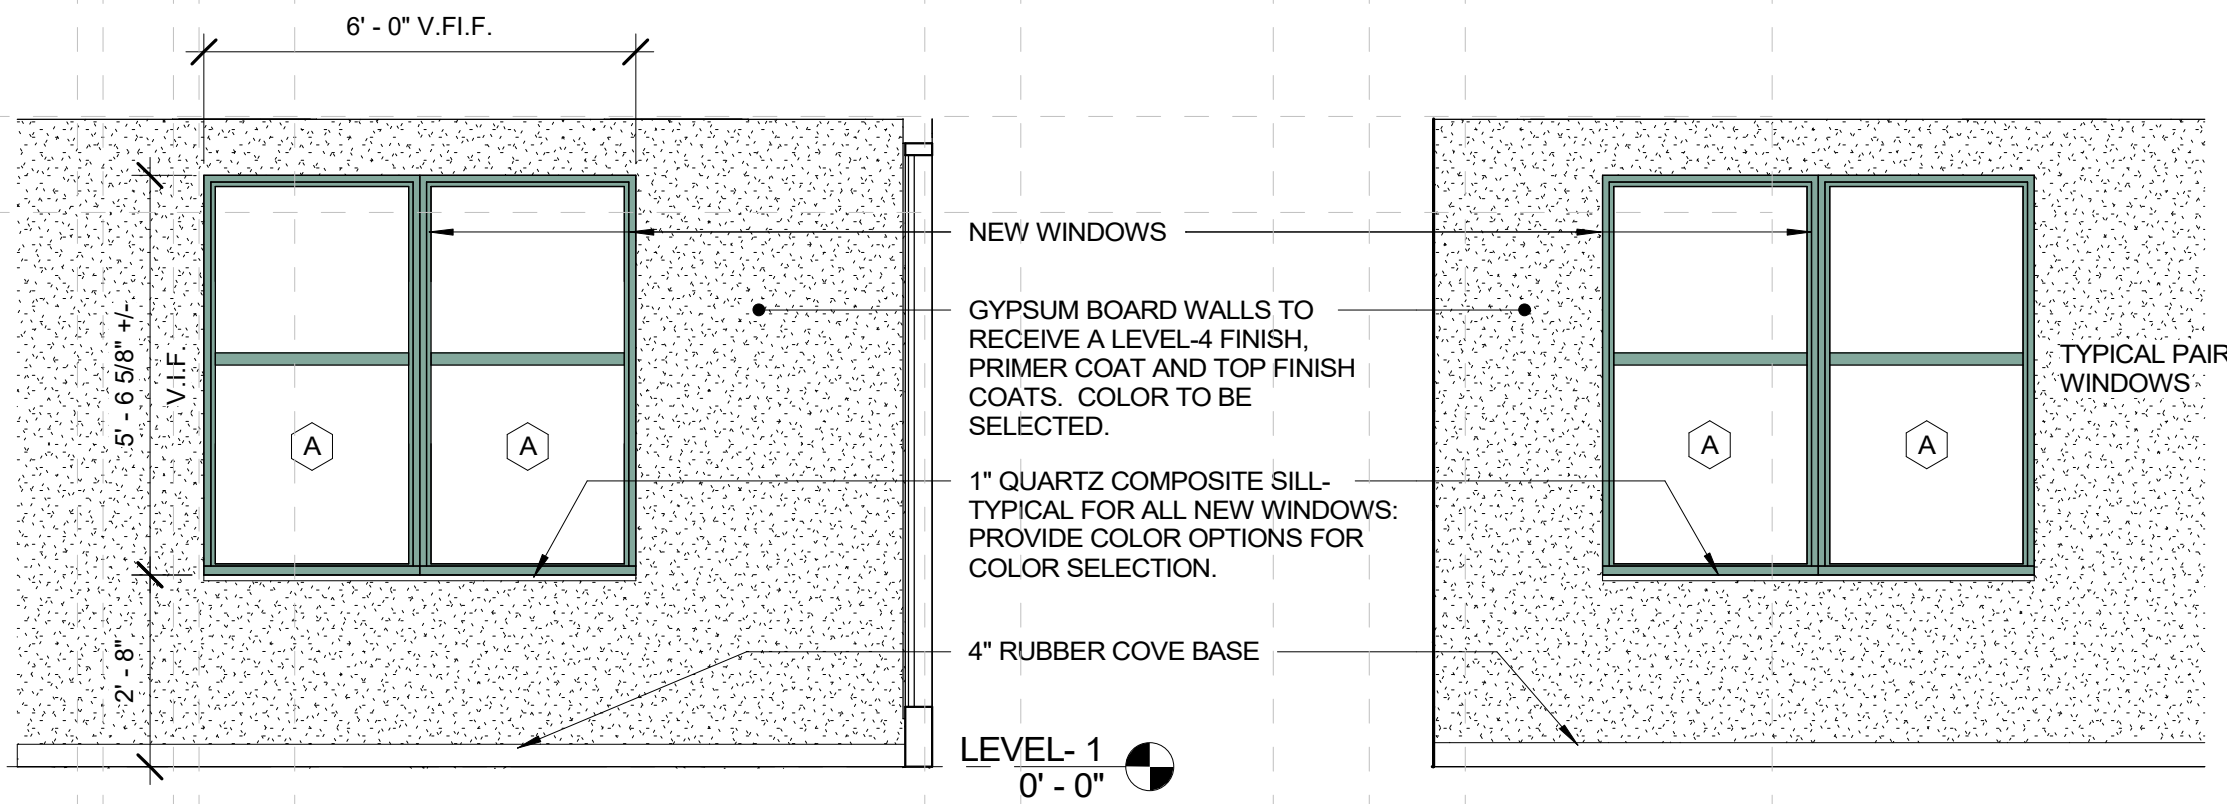 6' - 0" V.FI.F.
5' - 6 5/8" +/-
V.I.F.
2' - 8"
A
A
NEW WINDOWS
GYPSUM BOARD WALLS TO
RECEIVE A LEVEL-4 FINISH,
PRIMER COAT AND TOP FINISH
COATS.  COLOR TO BE
SELECTED.
1" QUARTZ COMPOSITE SILL-
TYPICAL FOR ALL NEW WINDOWS:
PROVIDE COLOR OPTIONS FOR
COLOR SELECTION.
4" RUBBER COVE BASE
LEVEL- 1
0' - 0"
A
A
TYPICAL PAIR
WINDOWS